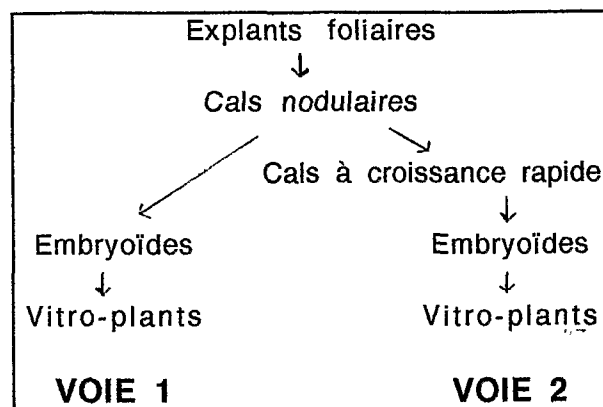 Explants foliaires
↓
Cals nodulaires
Cals à croissance rapide
Embryoïdes Embryoïdes
Vitro-plants Vitro-plants
VOIE 1 VOIE 2